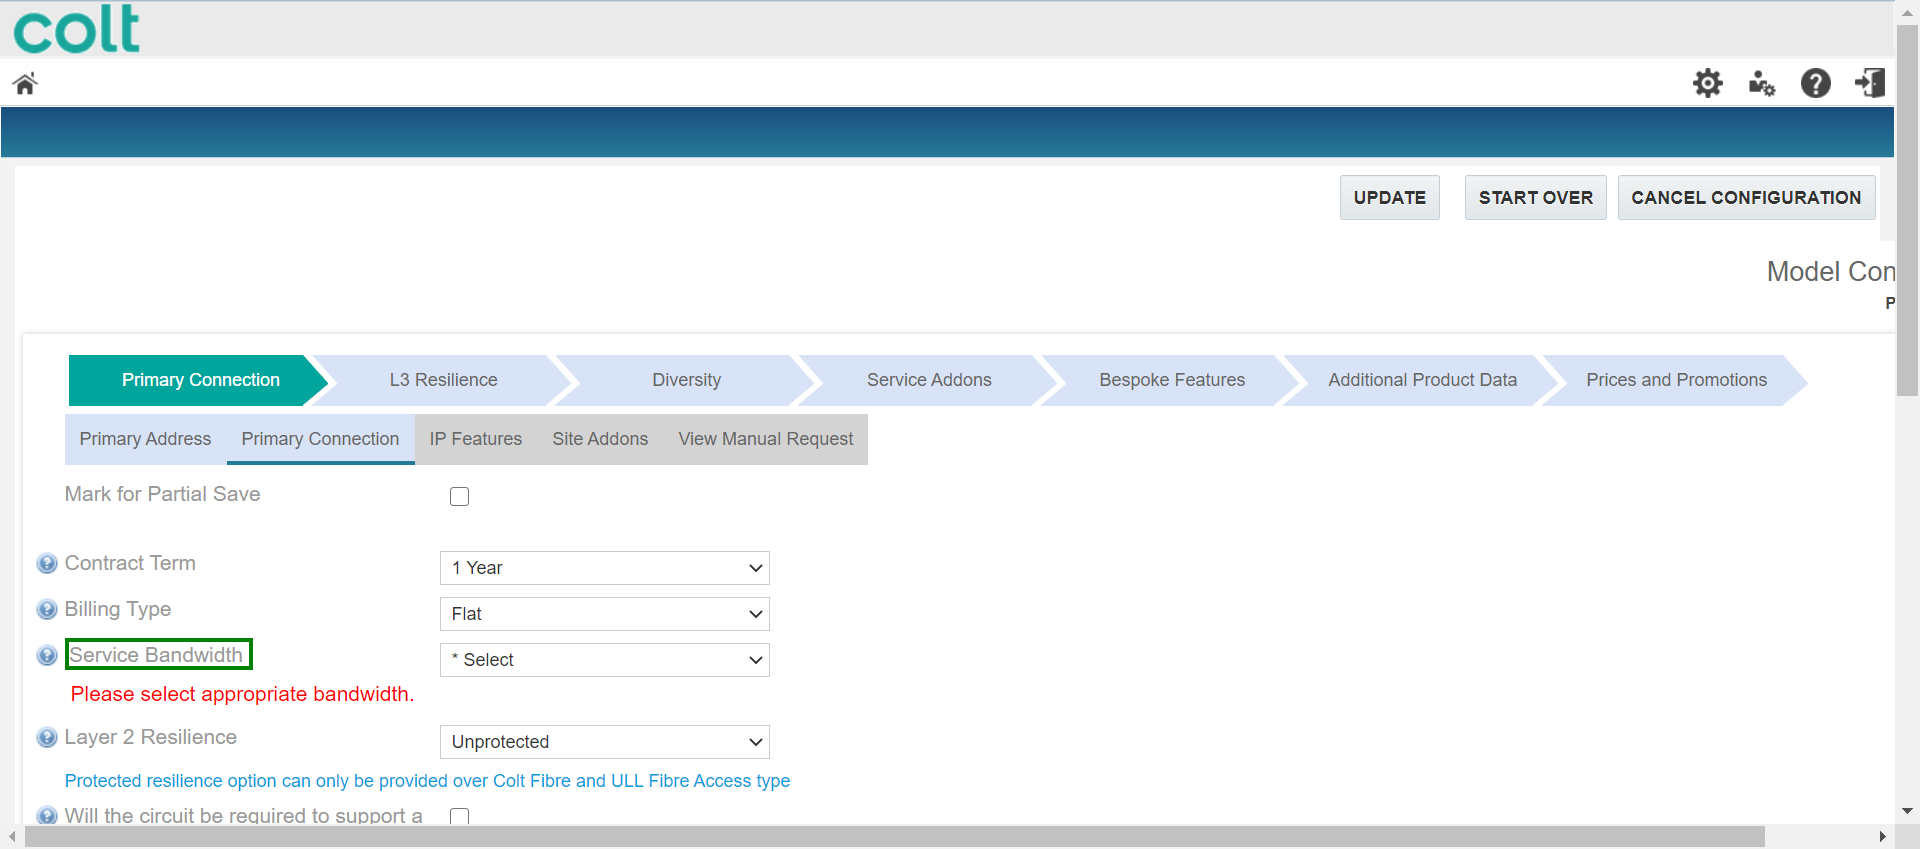 colt
UPDATE START OVER CANCEL CONFIGURATION
Model Con
P
Primary Connection L3 Resilience Diversity Service Addons Bespoke Features Additional Product Data Prices and Promotions
Primary Address Primary Connection IP Features Site Addons View Manual Request
Mark for Partial Save
? Contract Term 1 Year
? Billing Type Flat
? Service Bandwidth * Select
Please select appropriate bandwidth.
? Layer 2 Resilience Unprotected
Protected resilience option can only be provided over Colt Fibre and ULL Fibre Access type
? Will the circuit be required to support a